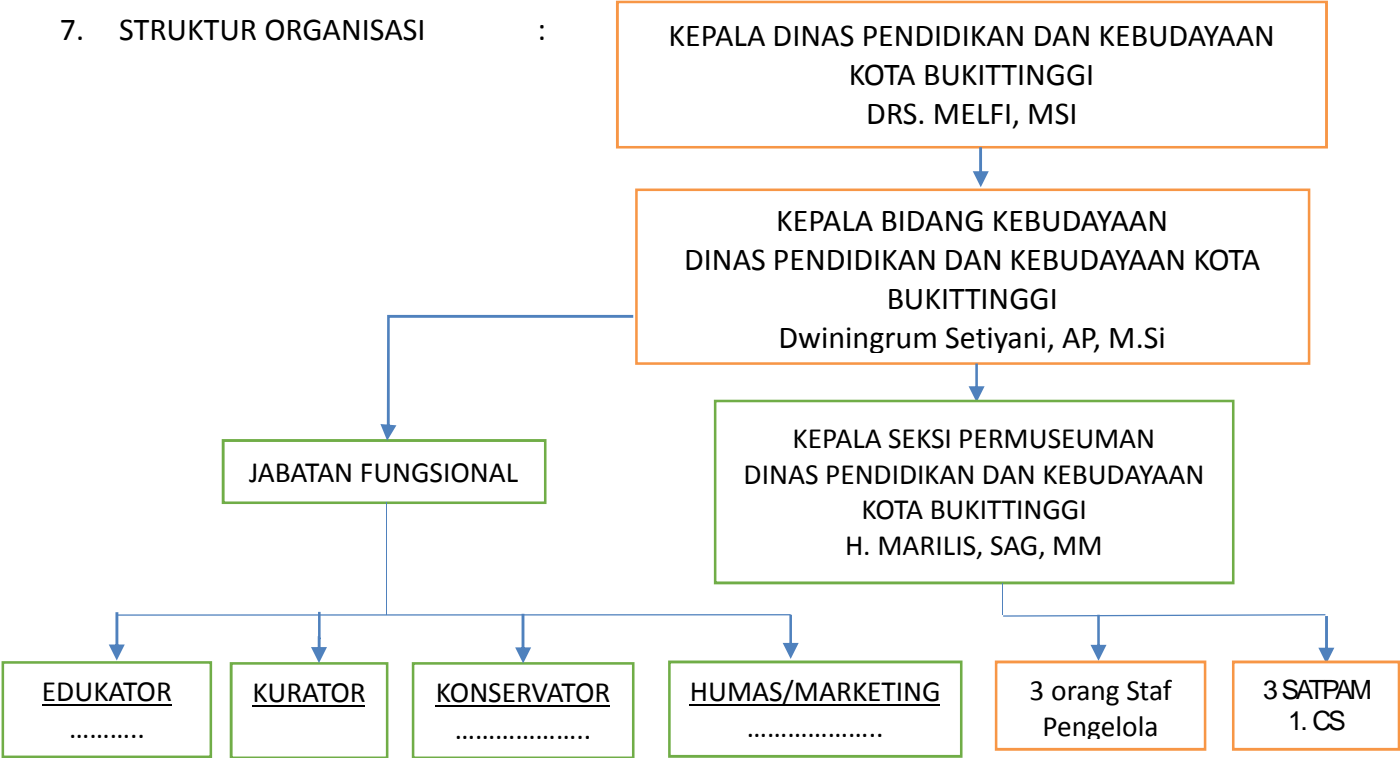 7. STRUKTUR ORGANISASI :
KEPALA DINAS PENDIDIKAN DAN KEBUDAYAAN
KOTA BUKITTINGGI
DRS. MELFI, MSI
KEPALA BIDANG KEBUDAYAAN
DINAS PENDIDIKAN DAN KEBUDAYAAN KOTA
BUKITTINGGI
Dwiningrum Setiyani, AP, M.Si
JABATAN FUNGSIONAL
KEPALA SEKSI PERMUSEUMAN
DINAS PENDIDIKAN DAN KEBUDAYAAN
KOTA BUKITTINGGI
H. MARILIS, SAG, MM
EDUKATOR
………..
KURATOR
KONSERVATOR
………………..
HUMAS/MARKETING
………………..
3 orang Staf
Pengelola
3 SATPAM
1. CS